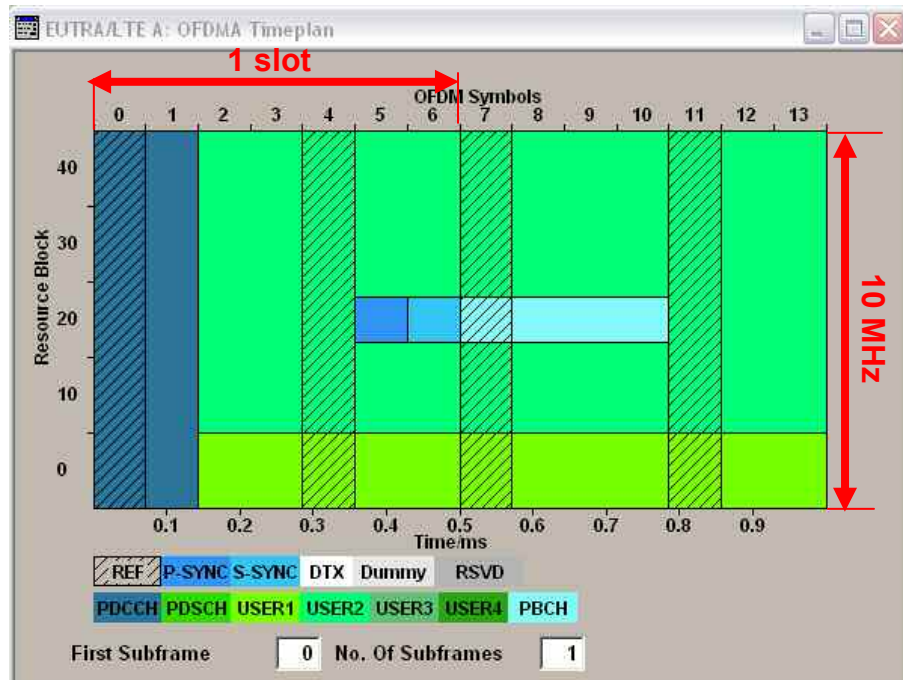 EUTRA/LTE A: OFDMA Timeplan
1 slot
OFDM Symbols
0 1 2 3 4 5 6 7 8 9 10 11 12 13
Resource Block
40
30
20
10
0
10 MHz
0.1 0.2 0.3 0.4 0.5 0.6 0.7 0.8 0.9
Time/ms
REF P-SYNC S-SYNC DTX Dummy RSVD
PDCCH PDSCH USER1 USER2 USER3 USER4 PBCH
First Subframe 0 No. Of Subframes 1